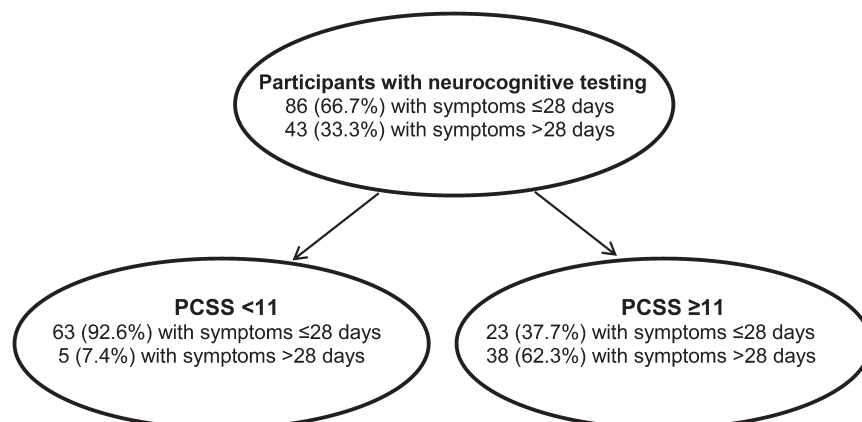 Participants with neurocognitive testing
86 (66.7%) with symptoms ≤28 days
43 (33.3%) with symptoms >28 days
PCSS <11
63 (92.6%) with symptoms ≤28 days
5 (7.4%) with symptoms >28 days
PCSS ≥11
23 (37.7%) with symptoms ≤28 days
38 (62.3%) with symptoms >28 days